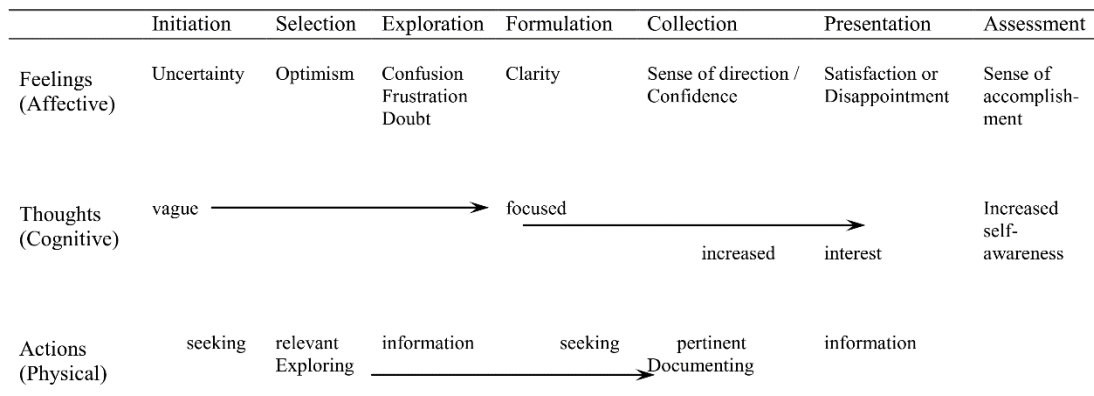 Initiation Selection Exploration Formulation Collection Presentation Assessment
Feelings Uncertainty Optimism Confusion Clarity Sense of direction / Satisfaction or Sense of
(Affective) Frustration Confidence Disappointment accomplish-
Doubt ment
Thoughts vague focused Increased
(Cognitive) self-
increased interest awareness
Actions seeking relevant information seeking pertinent information
(Physical) Exploring Documenting